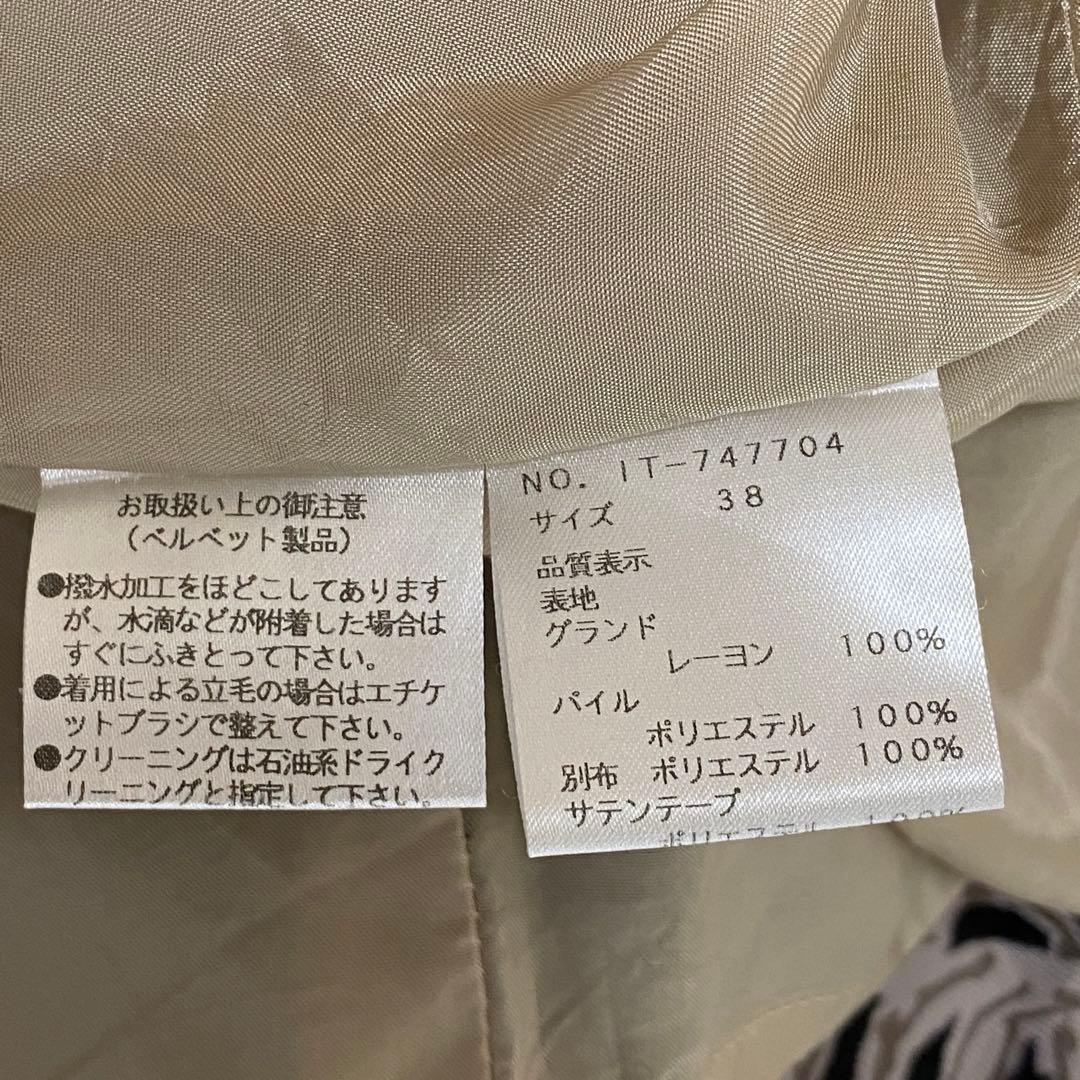 お取扱い上の御注意
（ベルベット製品）
●撥水加工をほどこしてあります
が、水滴などが附着した場合は
すぐにふきとって下さい。
●着用による立毛の場合はエチケ
ットブラシで整えて下さい。
●クリーニングは石油系ドライク
リーニングと指定して下さい。
NO. IT-747704
サイズ 38
品質表示
表地
グランド
レーヨン 100%
パイル
ポリエステル 100%
別布 ポリエステル 100%
サテンテープ
ポリエステル 100%